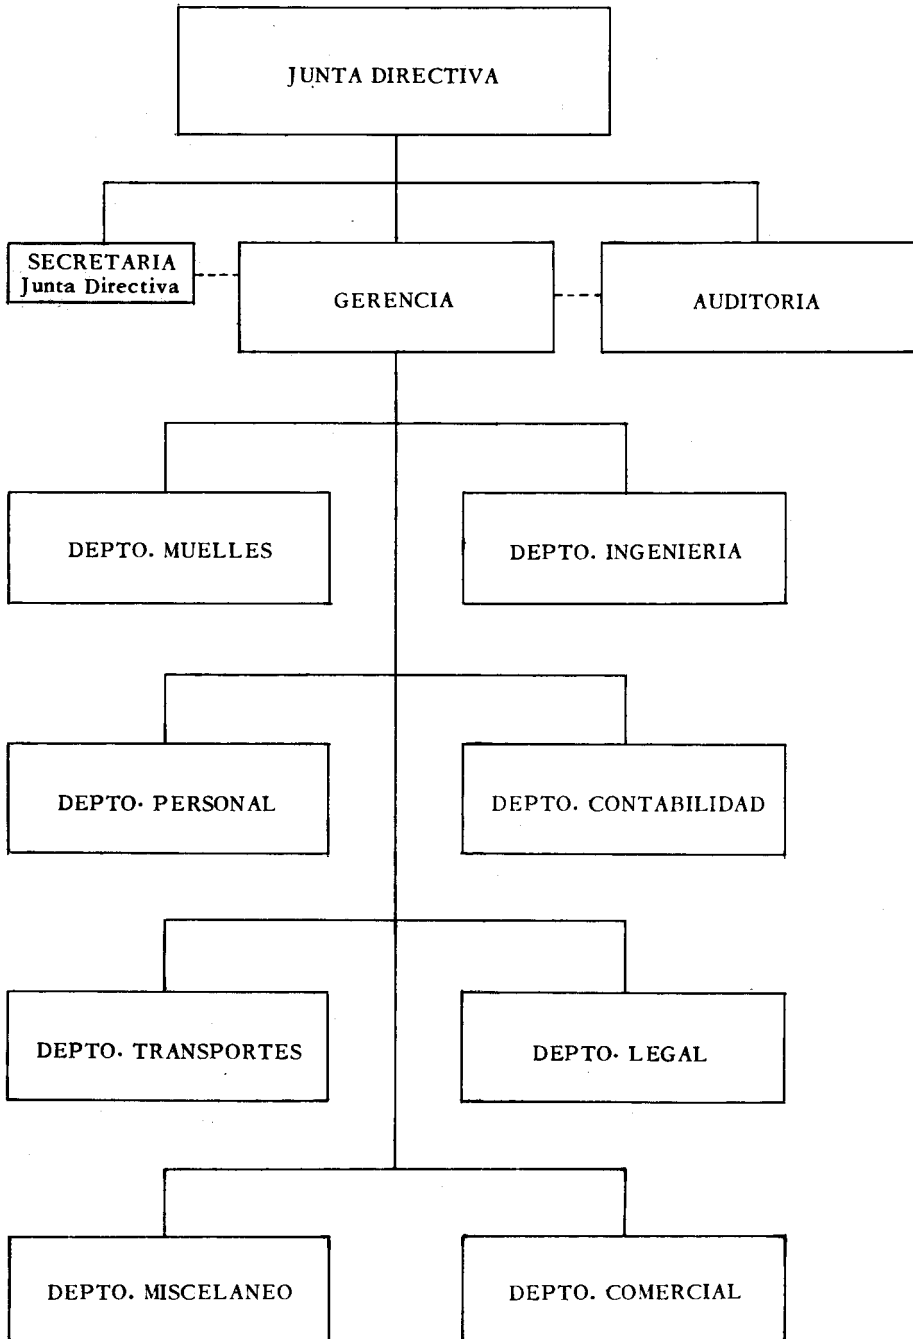 JUNTA DIRECTIVA
SECRETARIA
Junta Directiva
GERENCIA
AUDITORIA
DEPTO. MUELLES
DEPTO. INGENIERIA
DEPTO. PERSONAL
DEPTO. CONTABILIDAD
DEPTO. TRANSPORTES
DEPTO. LEGAL
DEPTO. MISCELANEO
DEPTO. COMERCIAL